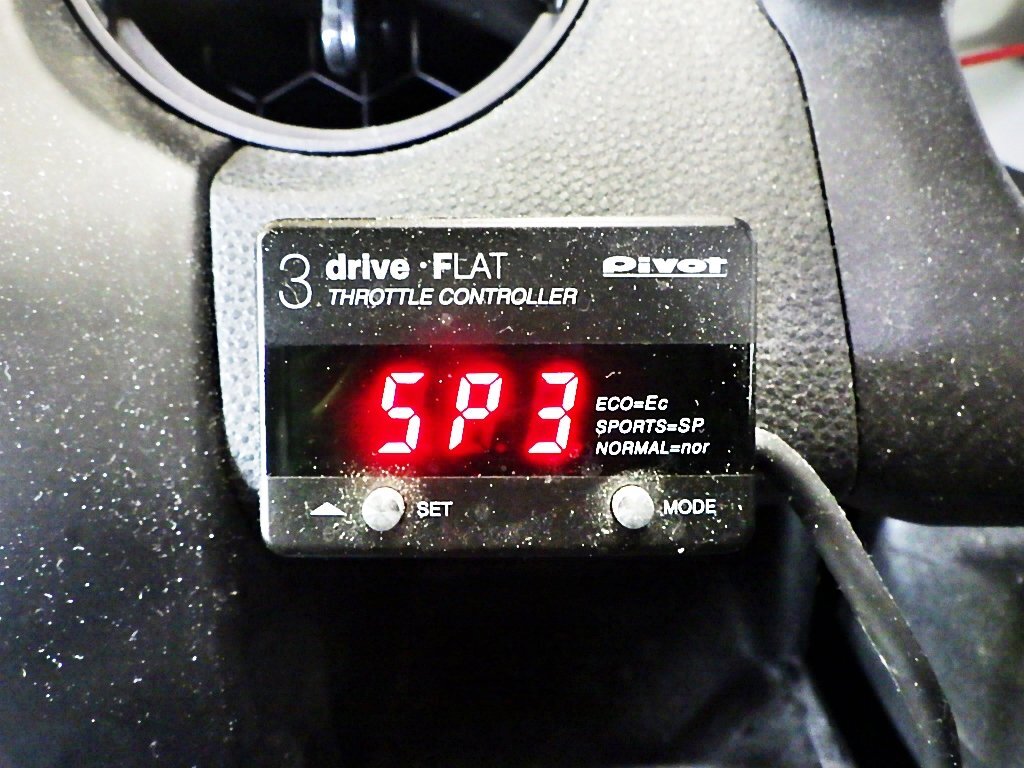 3 drive·FLAT
THROTTLE CONTROLLER
Pivot
SP3
ECO=Ec
SPORTS=SP
NORMAL=nor
SET
MODE